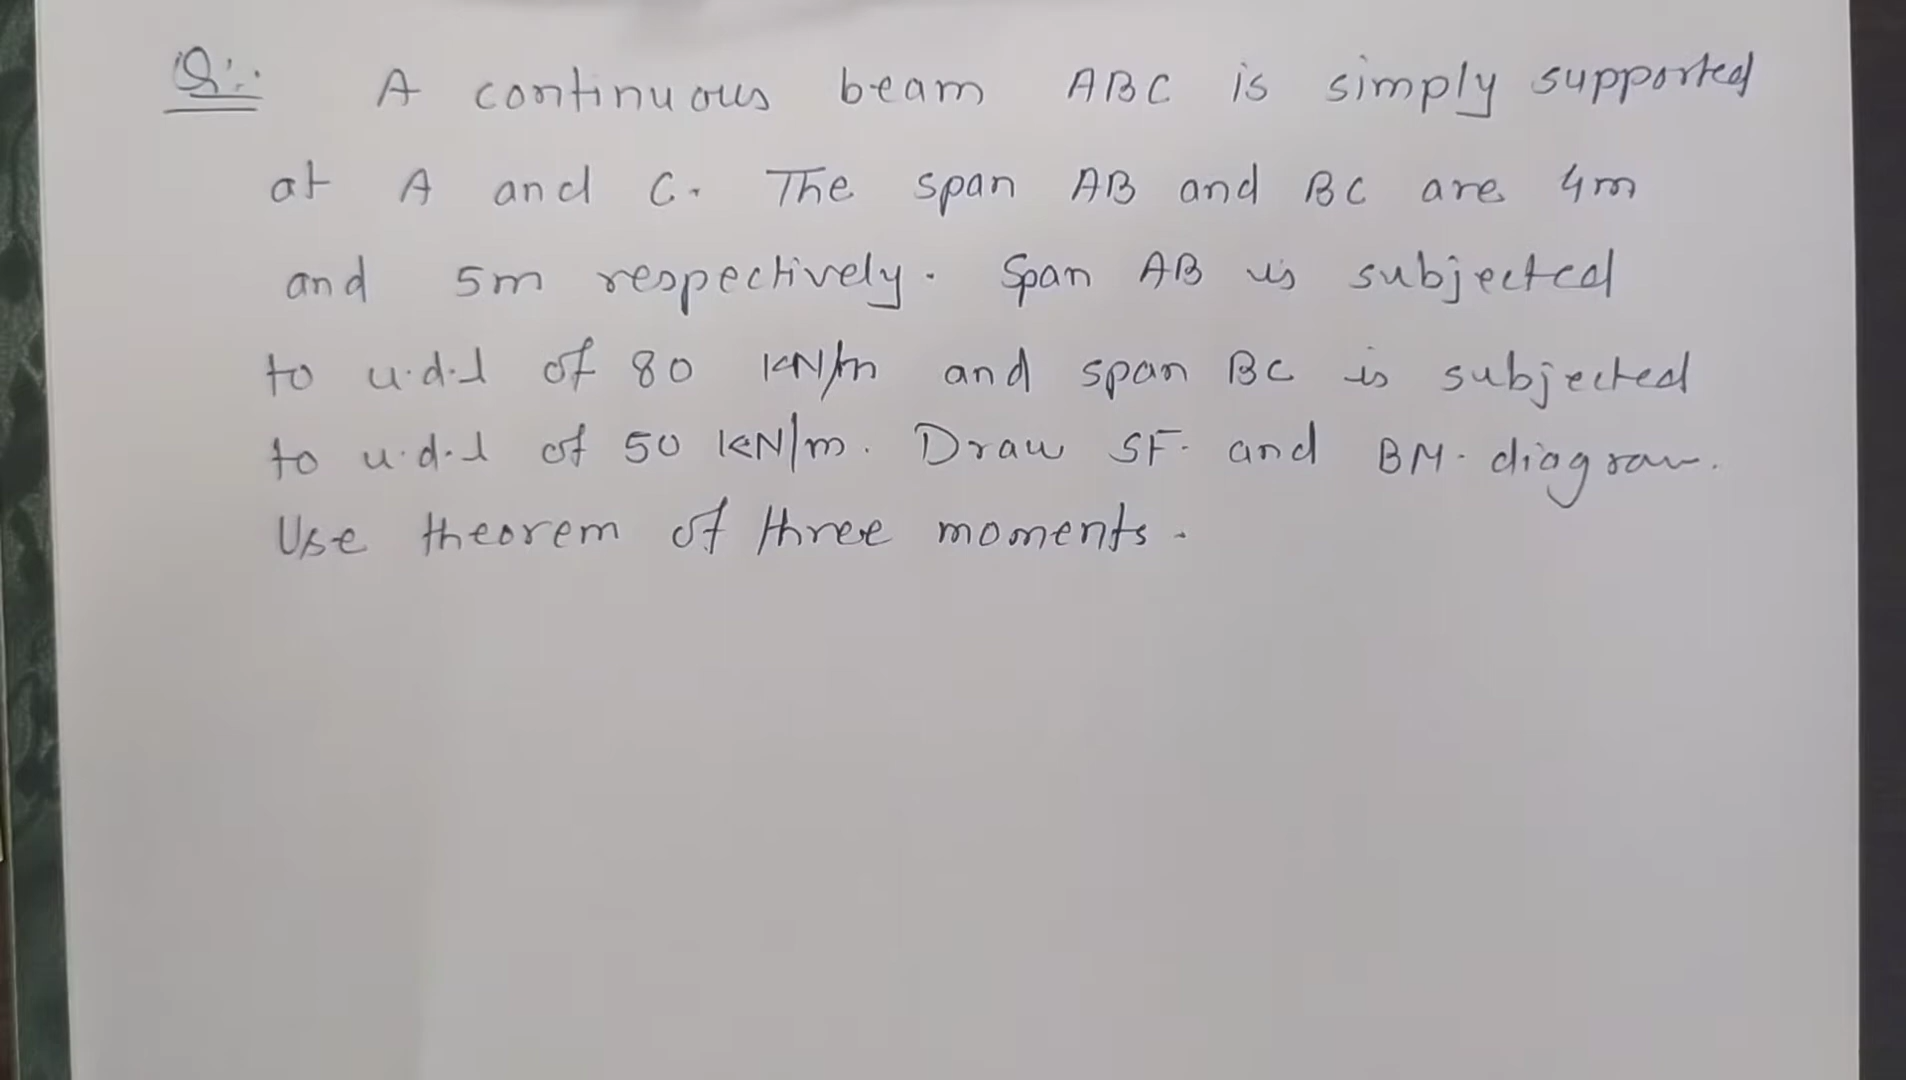 Q:. A continuous beam ABC is simply supported
at A and C. The span AB and BC are 4m
and 5m respectively. Span AB is subjected
to u.d.l of 80 kN/m and span BC is subjected
to u.d.l of 50 kN/m. Draw SF. and BM. diagram.
Use theorem of three moments.